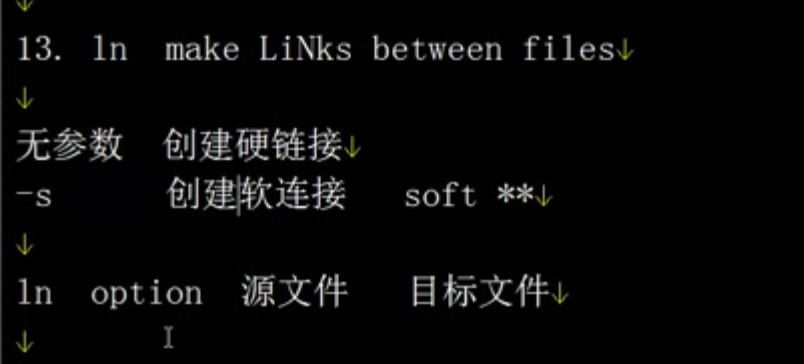 13. ln make LiNks between files↓
↓
无参数 创建硬链接↓
-s 创建软连接 soft **↓
↓
ln option 源文件 目标文件↓
↓